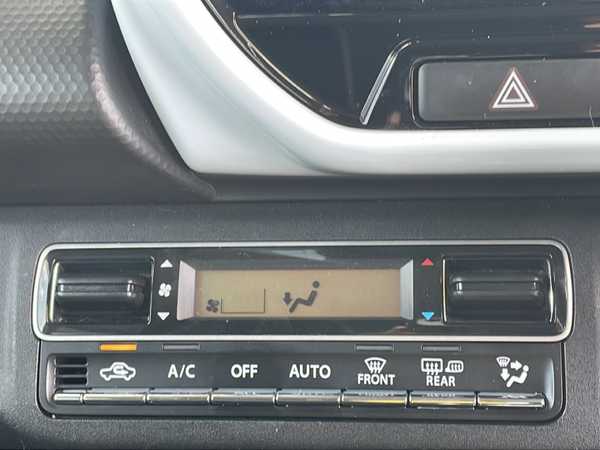 A/C OFF AUTO FRONT REAR